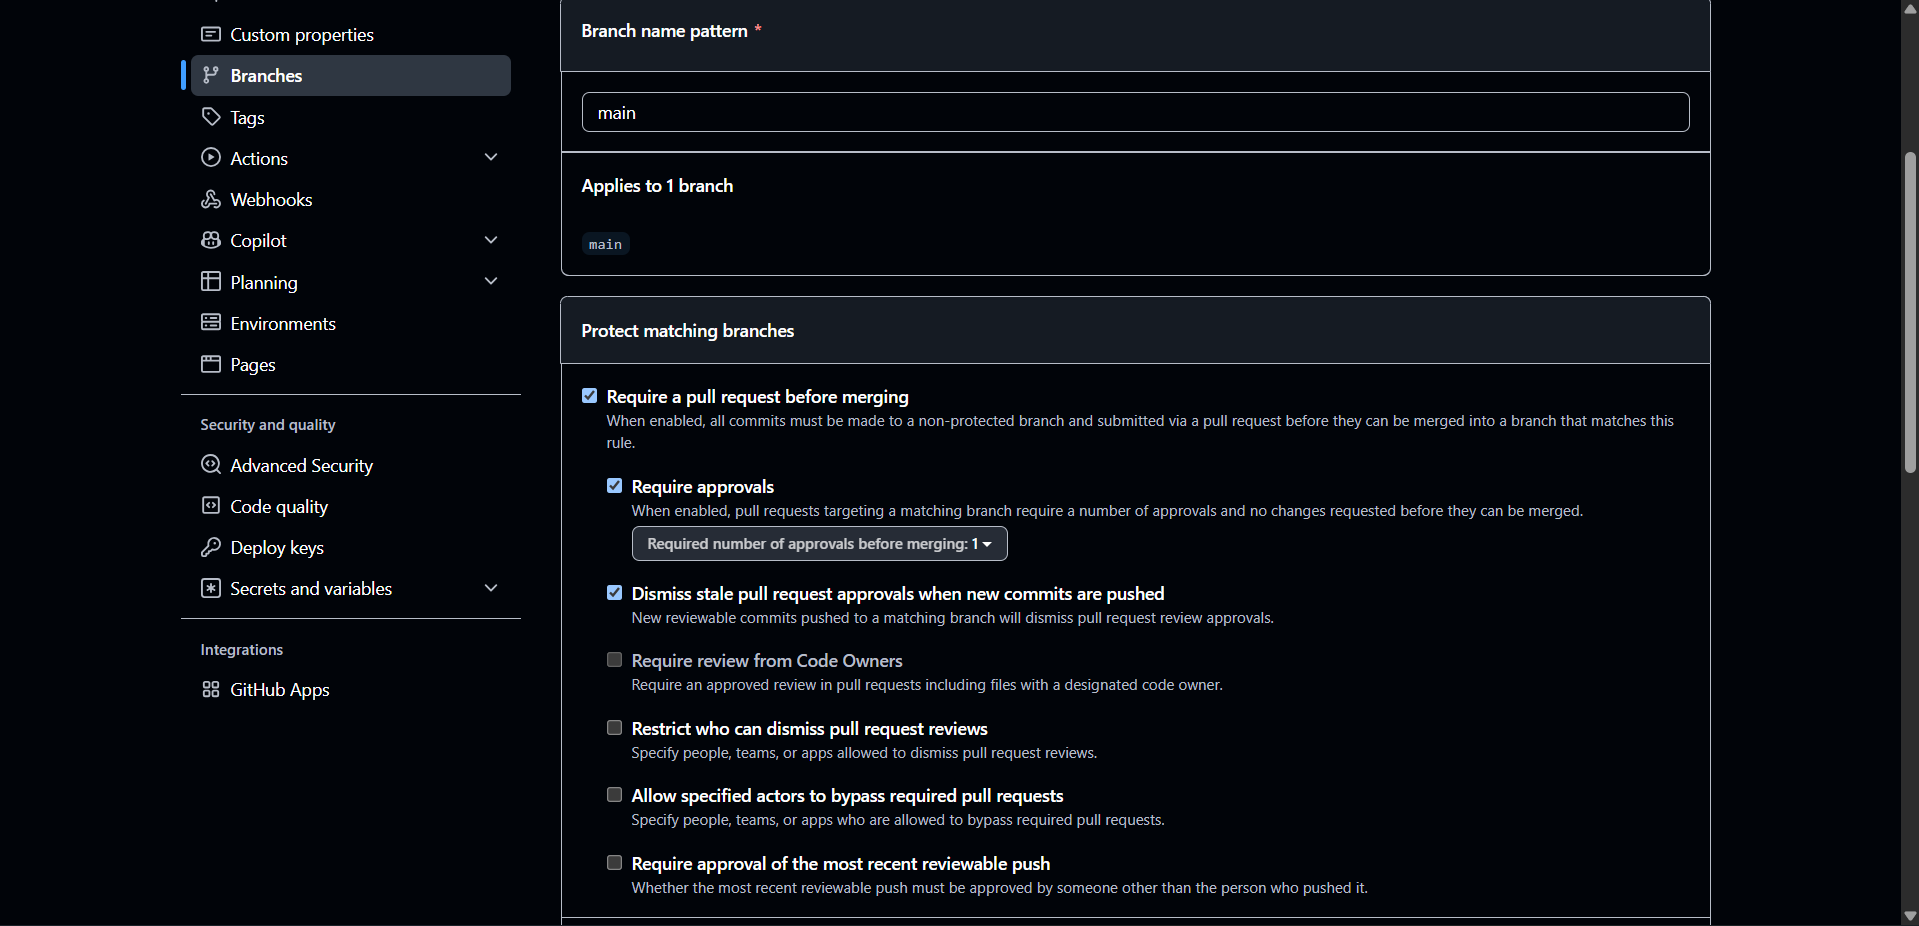 Custom properties
Branches
Tags
Actions
Webhooks
Copilot
Planning
Environments
Pages
Security and quality
Advanced Security
Code quality
Deploy keys
Secrets and variables
Integrations
GitHub Apps
Branch name pattern *
main
Applies to 1 branch
main
Protect matching branches
Require a pull request before merging
When enabled, all commits must be made to a non-protected branch and submitted via a pull request before they can be merged into a branch that matches this
rule.
Require approvals
When enabled, pull requests targeting a matching branch require a number of approvals and no changes requested before they can be merged.
Required number of approvals before merging: 1
Dismiss stale pull request approvals when new commits are pushed
New reviewable commits pushed to a matching branch will dismiss pull request review approvals.
Require review from Code Owners
Require an approved review in pull requests including files with a designated code owner.
Restrict who can dismiss pull request reviews
Specify people, teams, or apps allowed to dismiss pull request reviews.
Allow specified actors to bypass required pull requests
Specify people, teams, or apps who are allowed to bypass required pull requests.
Require approval of the most recent reviewable push
Whether the most recent reviewable push must be approved by someone other than the person who pushed it.